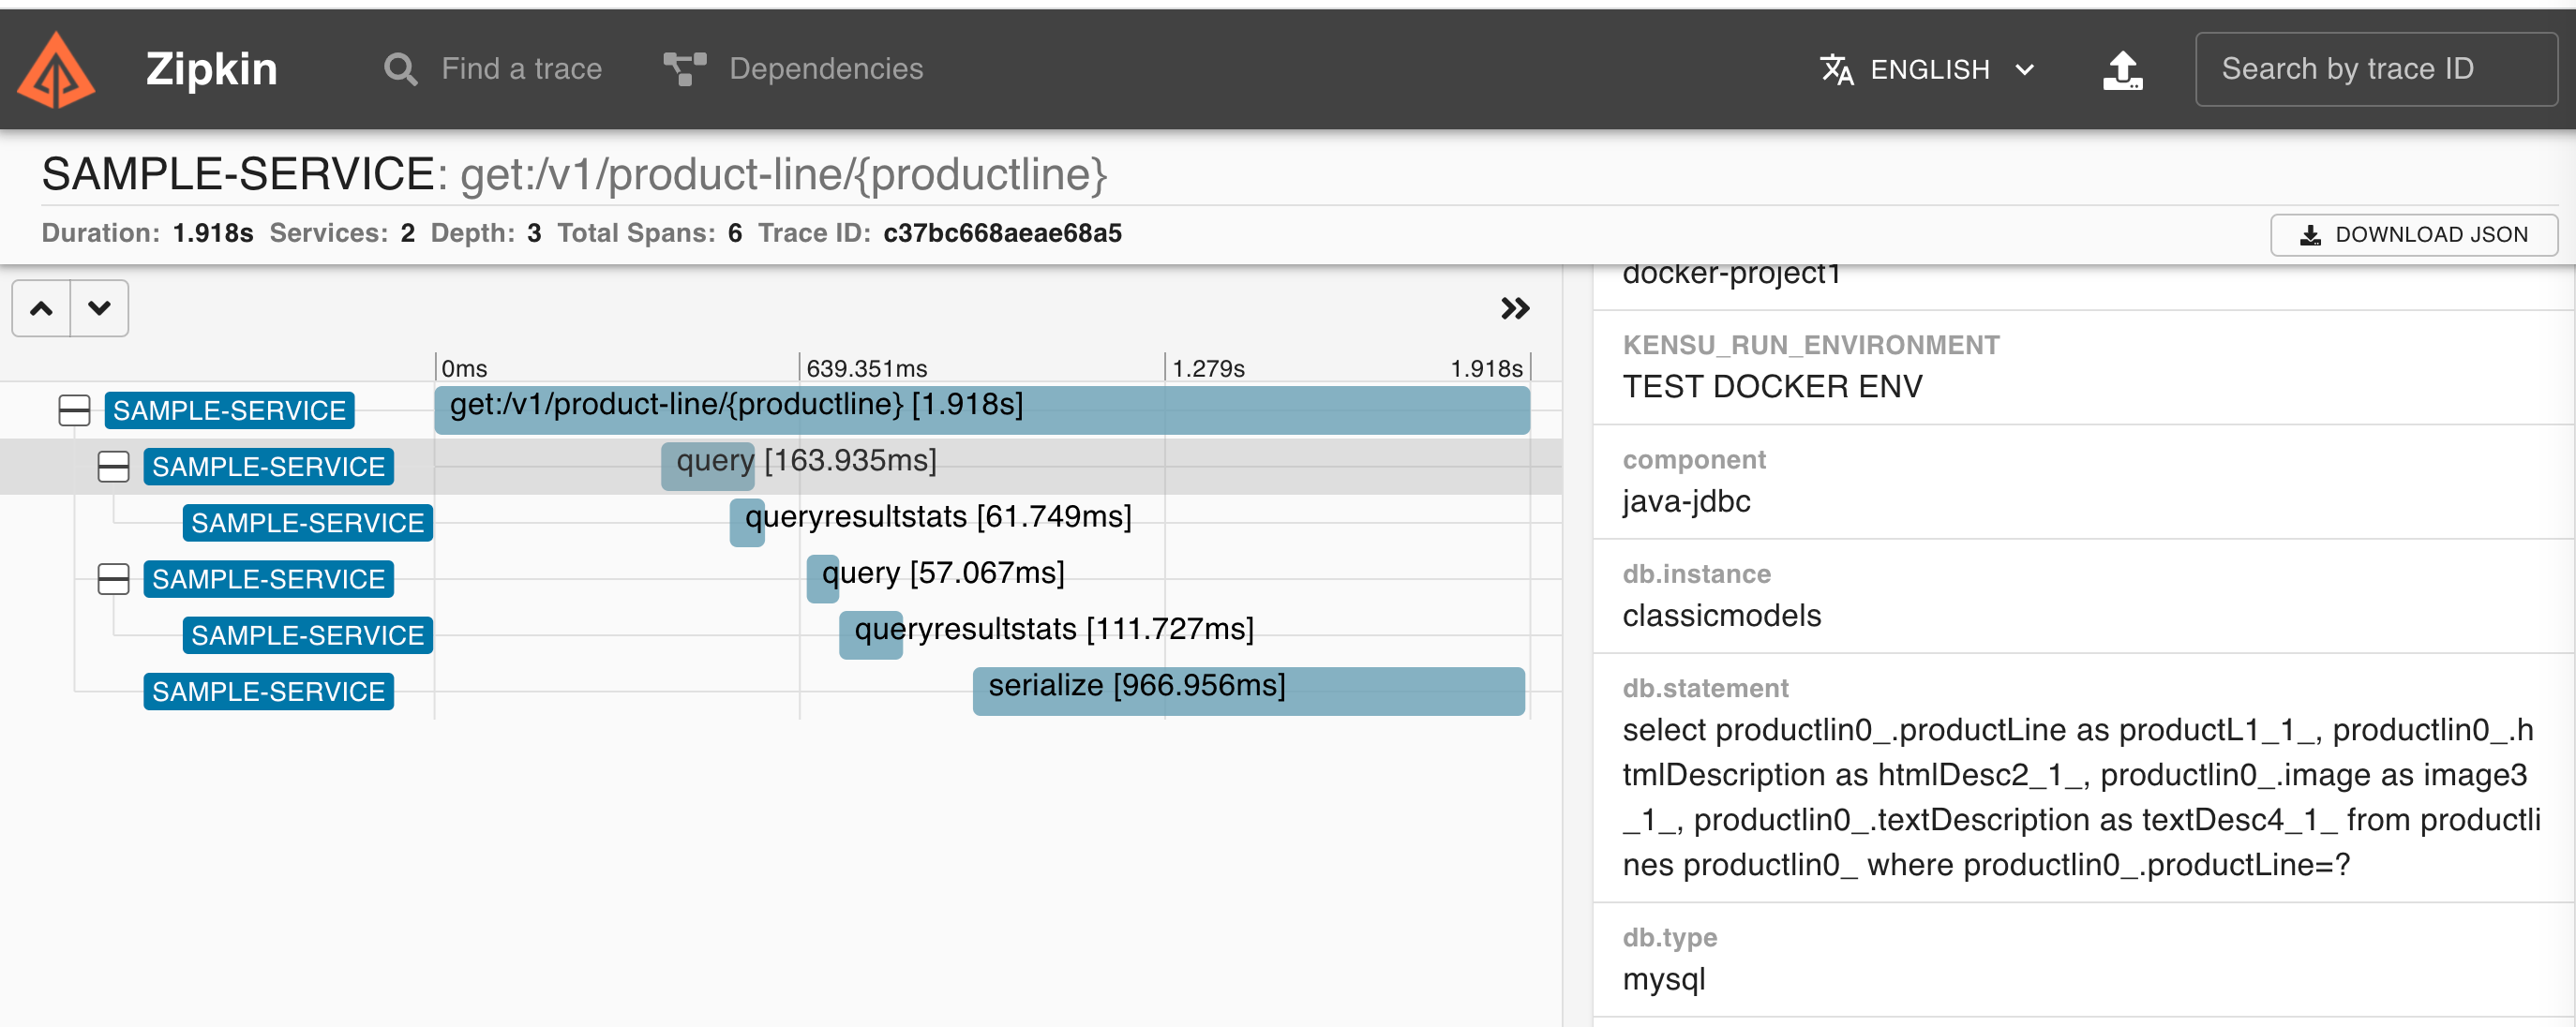 Zipkin
Find a trace
Dependencies
ENGLISH
Search by trace ID
SAMPLE-SERVICE: get:/v1/product-line/{productline}
Duration: 1.918s Services: 2 Depth: 3 Total Spans: 6 Trace ID: c37bc668aeae68a5
DOWNLOAD JSON
0ms
639.351ms
1.279s
1.918s
SAMPLE-SERVICE
get:/v1/product-line/{productline} [1.918s]
SAMPLE-SERVICE
query [163.935ms]
SAMPLE-SERVICE
queryresultstats [61.749ms]
SAMPLE-SERVICE
query [57.067ms]
SAMPLE-SERVICE
queryresultstats [111.727ms]
SAMPLE-SERVICE
serialize [966.956ms]
docker-project1
KENSU_RUN_ENVIRONMENT
TEST DOCKER ENV
component
java-jdbc
db.instance
classicmodels
db.statement
select productlin0_.productLine as productL1_1_, productlin0_.h
tmlDescription as htmlDesc2_1_, productlin0_.image as image3
_1_, productlin0_.textDescription as textDesc4_1_ from productli
nes productlin0_ where productlin0_.productLine=?
db.type
mysql